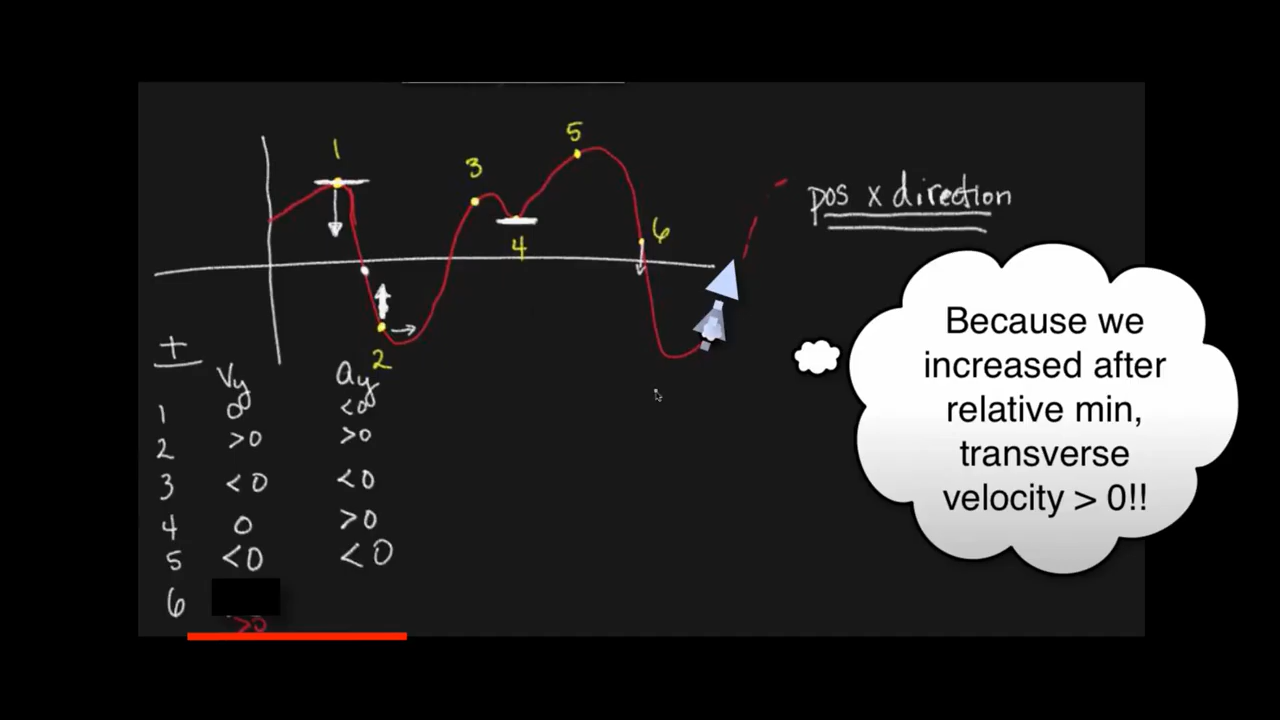 1
5
3
pos x direction
6
4
Because we
increased after
relative min,
transverse
velocity > 0!!
+
2
Vy ay
1 0 <0
2 >0 >0
3 <0 <0
4 0 >0
5 <0 <0
6
>0